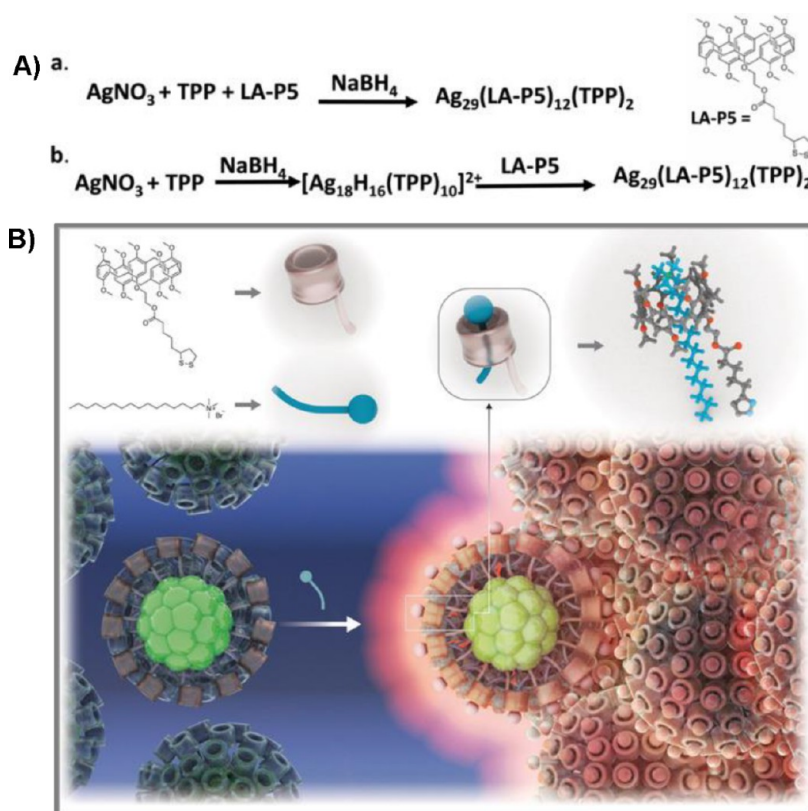 A) a.
AgNO₃ + TPP + LA-P5 NaBH₄ Ag₂₉(LA-P5)₁₂(TPP)₂
LA-P5 =
b.
AgNO₃ + TPP NaBH₄ [Ag₁₈H₁₆(TPP)₁₀]²⁺ LA-P5 Ag₂₉(LA-P5)₁₂(TPP)₂
B)